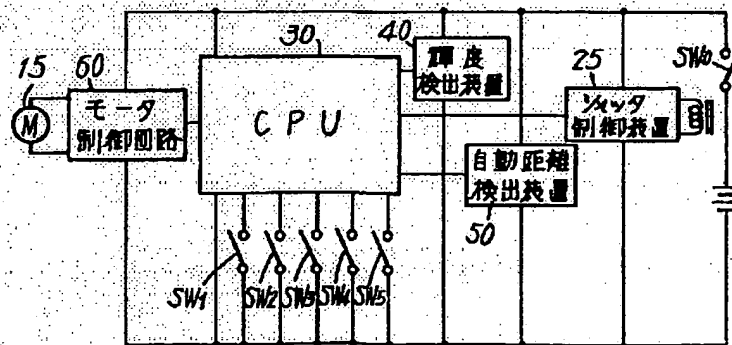 30
40
輝度
検出装置
25
SW0
15
60
M
モータ
制御回路
CPU
シャッタ
制御装置
自動距離
検出装置
50
SW1
SW2
SW3
SW4
SW5